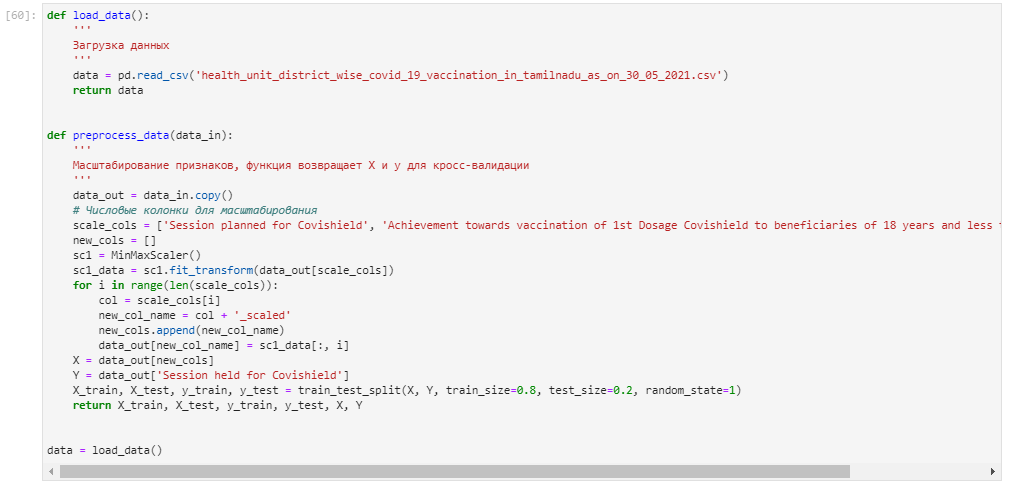 [60]: def load_data():
    '''
    Загрузка данных
    '''
    data = pd.read_csv('health_unit_district_wise_covid_19_vaccination_in_tamilnadu_as_on_30_05_2021.csv')
    return data
def preprocess_data(data_in):
    '''
    Масштабирование признаков, функция возвращает X и y для кросс-валидации
    '''
    data_out = data_in.copy()
    # Числовые колонки для масштабирования
    scale_cols = ['Session planned for Covishield', 'Achievement towards vaccination of 1st Dosage Covishield to beneficiaries of 18 years and less
    new_cols = []
    sc1 = MinMaxScaler()
    sc1_data = sc1.fit_transform(data_out[scale_cols])
    for i in range(len(scale_cols)):
        col = scale_cols[i]
        new_col_name = col + '_scaled'
        new_cols.append(new_col_name)
        data_out[new_col_name] = sc1_data[:, i]
    X = data_out[new_cols]
    Y = data_out['Session held for Covishield']
    X_train, X_test, y_train, y_test = train_test_split(X, Y, train_size=0.8, test_size=0.2, random_state=1)
    return X_train, X_test, y_train, y_test, X, Y
data = load_data()